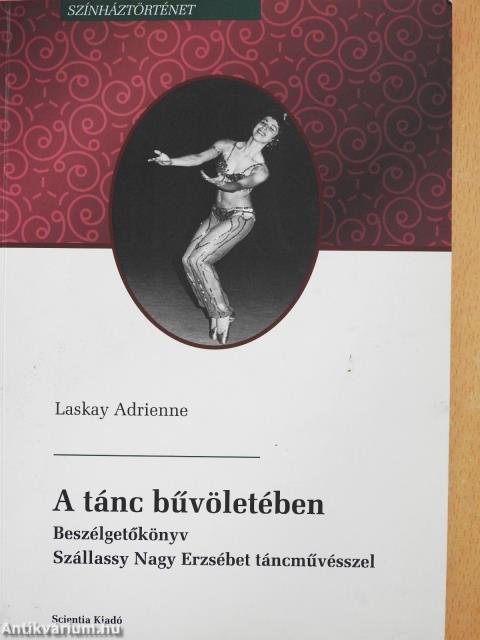 SZÍNHÁZTÖRTÉNET
Laskay Adrienne
A tánc bűvöletében
Beszélgetőkönyv
Szállassy Nagy Erzsébet táncművésszel
Scientia Kiadó
Antikvarium.hu